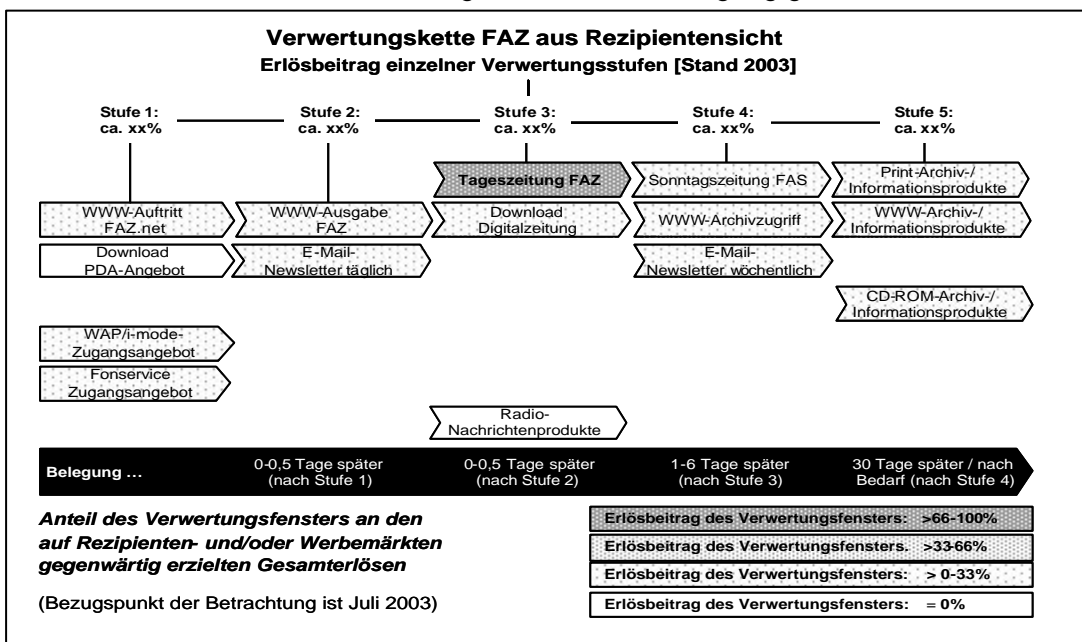 Verwertungskette FAZ aus Rezipientensicht
Erlösbeitrag einzelner Verwertungsstufen [Stand 2003]
Stufe 1:
ca. xx%
Stufe 2:
ca. xx%
Stufe 3:
ca. xx%
Stufe 4:
ca. xx%
Stufe 5:
ca. xx%
Tageszeitung FAZ
Sonntagszeitung FAS
Print-Archiv-/
Informationsprodukte
WWW-Auftritt
FAZ.net
WWW-Ausgabe
FAZ
Download
Digitalzeitung
WWW-Archivzugriff
WWW-Archiv-/
Informationsprodukte
Download
PDA-Angebot
E-Mail-
Newsletter täglich
E-Mail-
Newsletter wöchentlich
CD-ROM-Archiv-/
Informationsprodukte
WAP/i-mode-
Zugangsangebot
Fonservice
Zugangsangebot
Radio-
Nachrichtenprodukte
Belegung ...
0-0,5 Tage später
(nach Stufe 1)
0-0,5 Tage später
(nach Stufe 2)
1-6 Tage später
(nach Stufe 3)
30 Tage später / nach
Bedarf (nach Stufe 4)
Anteil des Verwertungsfensters an den
auf Rezipienten- und/oder Werbemärkten
gegenwärtig erzielten Gesamterlösen
(Bezugspunkt der Betrachtung ist Juli 2003)
Erlösbeitrag des Verwertungsfensters: >66-100%
Erlösbeitrag des Verwertungsfensters. >33-66%
Erlösbeitrag des Verwertungsfensters: > 0-33%
Erlösbeitrag des Verwertungsfensters: = 0%